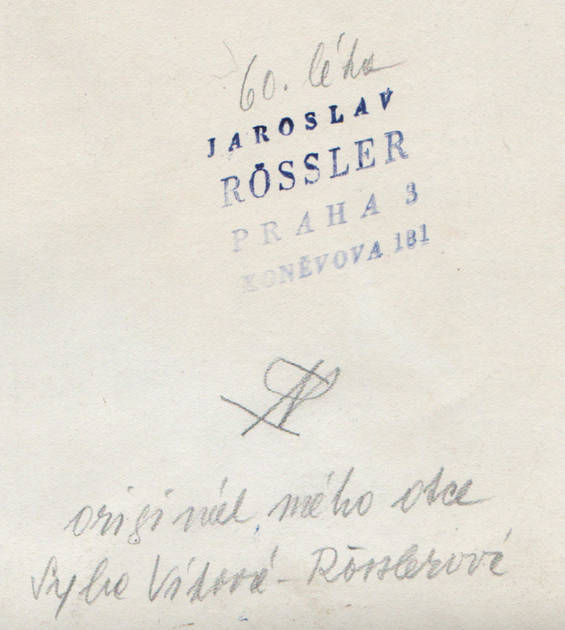 60. léta
JAROSLAV
RÖSSLER
PRAHA 3
KONĚVOVA 181
originál mého otce
Sylva Vítová-Rösslerová